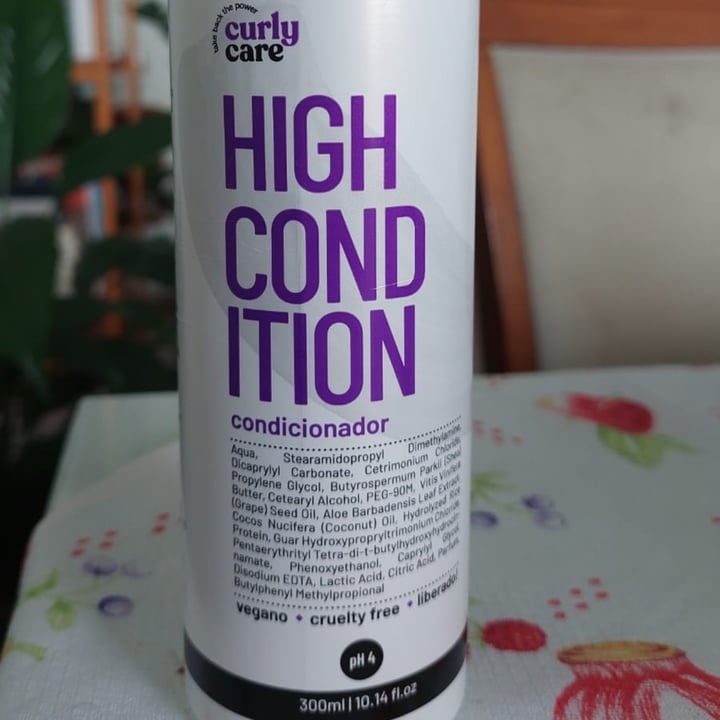 take back the power
curly
care
HIGH
COND
ITION
condicionador
Aqua, Stearamidopropyl Dimethylamine,
Dicaprylyl Carbonate, Cetrimonium Chloride,
Propylene Glycol, Butyrospermum Parkii (Shea)
Butter, Cetearyl Alcohol, PEG-90M, Vitis Vinifera
(Grape) Seed Oil, Aloe Barbadensis Leaf Extract,
Cocos Nucifera (Coconut) Oil, Hydrolyzed Rice
Protein, Guar Hydroxypropyltrimonium Chloride,
Pentaerythrityl Tetra-di-t-butylhydroxyhydrocin-
namate, Phenoxyethanol, Caprylyl Glycol,
Disodium EDTA, Lactic Acid, Citric Acid, Parfum,
Butylphenyl Methylpropional
vegano • cruelty free • liberado!
pH 4
300ml | 10.14 fl.oz